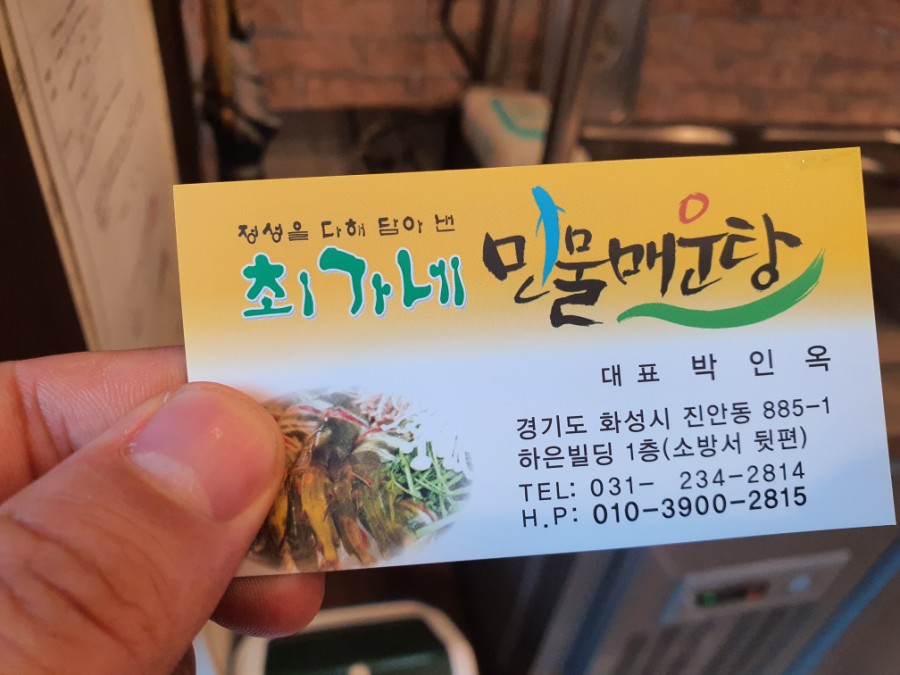 정성을 다해 담아 낸
최가네 민물매운탕
대표 박인옥
경기도 화성시 진안동 885-1
하은빌딩 1층(소방서 뒷편)
TEL: 031- 234-2814
H.P: 010-3900-2815